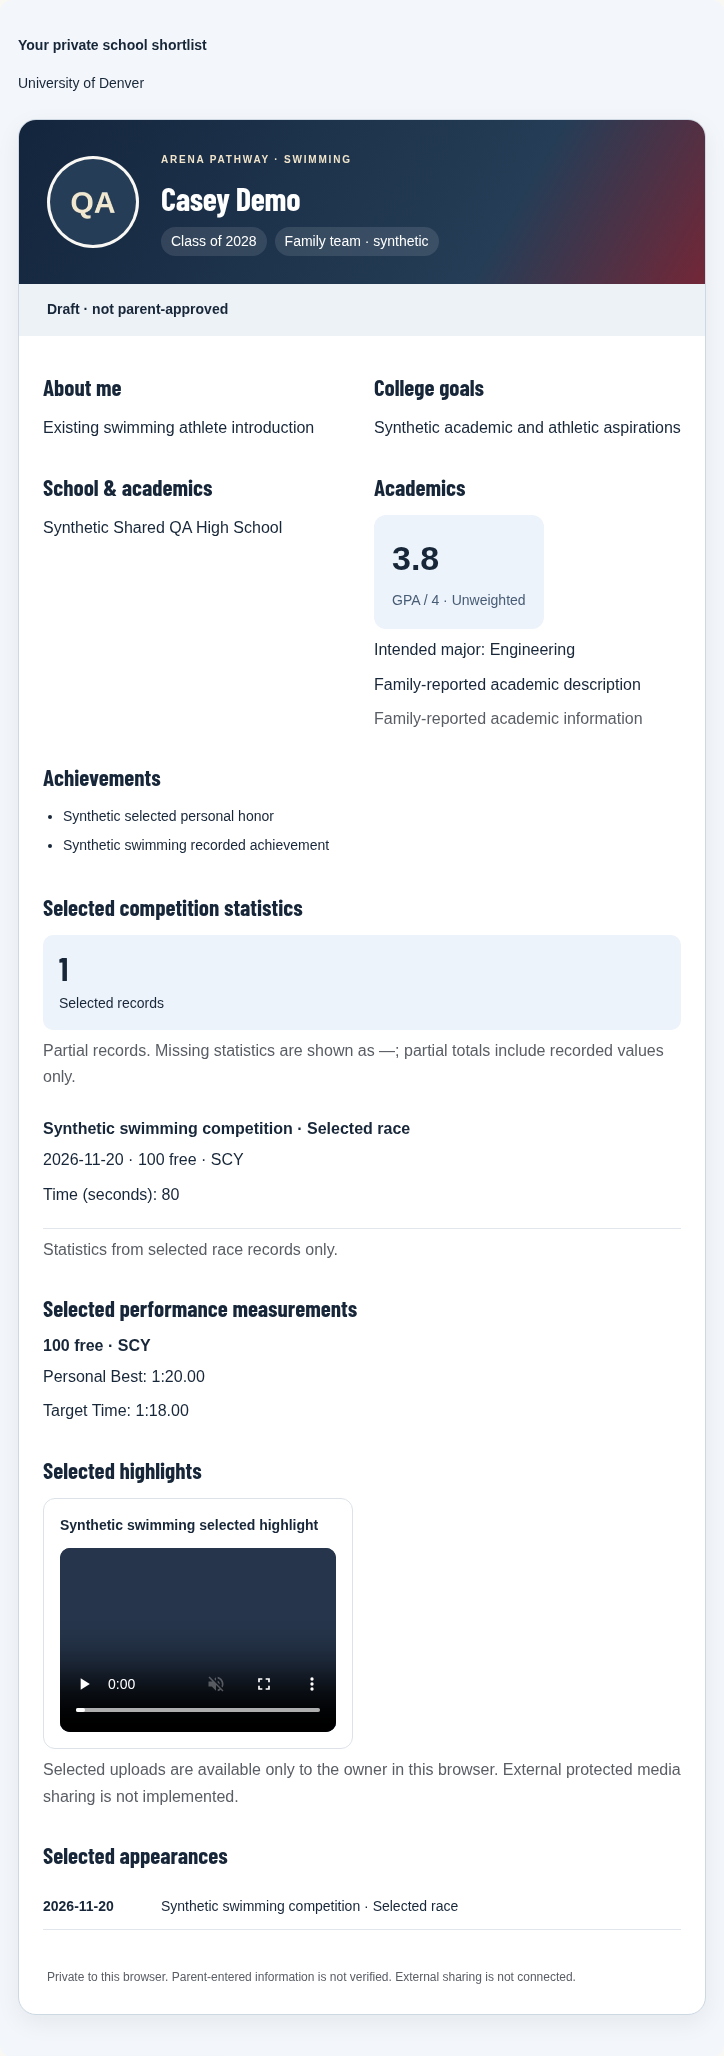 Your private school shortlist
University of Denver
QA
ARENA PATHWAY · SWIMMING
Casey Demo
Class of 2028
Family team · synthetic
Draft · not parent-approved
About me
Existing swimming athlete introduction
College goals
Synthetic academic and athletic aspirations
School & academics
Synthetic Shared QA High School
Academics
3.8
GPA / 4 · Unweighted
Intended major: Engineering
Family-reported academic description
Family-reported academic information
Achievements
• Synthetic selected personal honor
• Synthetic swimming recorded achievement
Selected competition statistics
1
Selected records
Partial records. Missing statistics are shown as —; partial totals include recorded values
only.
Synthetic swimming competition · Selected race
2026-11-20 · 100 free · SCY
Time (seconds): 80
Statistics from selected race records only.
Selected performance measurements
100 free · SCY
Personal Best: 1:20.00
Target Time: 1:18.00
Selected highlights
Synthetic swimming selected highlight
0:00
Selected uploads are available only to the owner in this browser. External protected media
sharing is not implemented.
Selected appearances
2026-11-20 Synthetic swimming competition · Selected race
Private to this browser. Parent-entered information is not verified. External sharing is not connected.